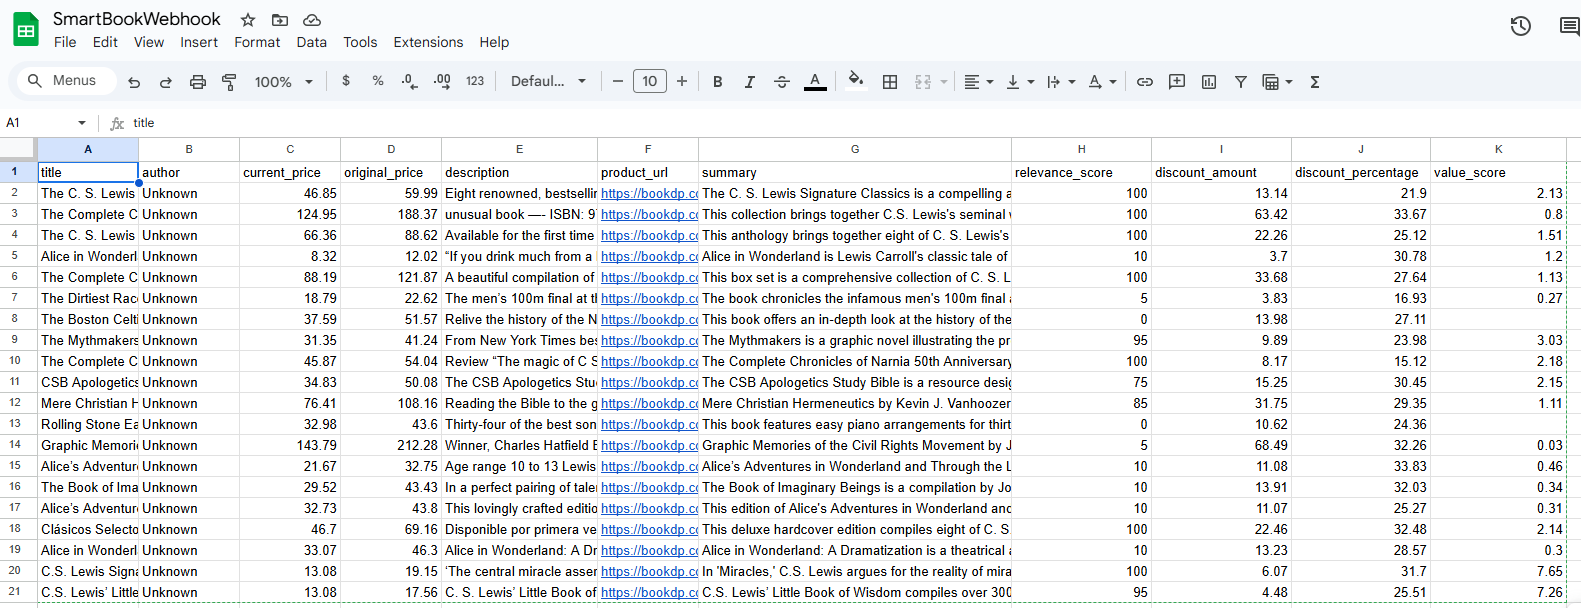 SmartBookWebhook
File Edit View Insert Format Data Tools Extensions Help
Menus 100% $ % .0 .00 123 Defaul... − 10 + B I A Σ
A1 fx title
A B C D E F G H I J K
1 title author current_price original_price description product_url summary relevance_score discount_amount discount_percentage value_score
2 The C. S. Lewis Unknown 46.85 59.99 Eight renowned, bestsellin https://bookdp.co The C. S. Lewis Signature Classics is a compelling a 100 13.14 21.9 2.13
3 The Complete C Unknown 124.95 188.37 unusual book —- ISBN: 9 https://bookdp.co This collection brings together C.S. Lewis's seminal 100 63.42 33.67 0.8
4 The C. S. Lewis Unknown 66.36 88.62 Available for the first time https://bookdp.co This anthology brings together eight of C. S. Lewis's 100 22.26 25.12 1.51
5 Alice in Wonderl Unknown 8.32 12.02 “If you drink much from a https://bookdp.co Alice in Wonderland is Lewis Carroll's classic tale of 10 3.7 30.78 1.2
6 The Complete C Unknown 88.19 121.87 A beautiful compilation of https://bookdp.co This box set is a comprehensive collection of C. S. L 100 33.68 27.64 1.13
7 The Dirtiest Rac Unknown 18.79 22.62 The men’s 100m final at th https://bookdp.co The book chronicles the infamous men's 100m final 5 3.83 16.93 0.27
8 The Boston Celti Unknown 37.59 51.57 Relive the history of the N https://bookdp.co This book offers an in-depth look at the history of the 0 13.98 27.11
9 The Mythmakers Unknown 31.35 41.24 From New York Times bes https://bookdp.co The Mythmakers is a graphic novel illustrating the pr 95 9.89 23.98 3.03
10 The Complete C Unknown 45.87 54.04 Review “The magic of C S https://bookdp.co The Complete Chronicles of Narnia 50th Anniversary 100 8.17 15.12 2.18
11 CSB Apologetics Unknown 34.83 50.08 The CSB Apologetics Stu https://bookdp.co The CSB Apologetics Study Bible is a resource desig 75 15.25 30.45 2.15
12 Mere Christian H Unknown 76.41 108.16 Reading the Bible to the g https://bookdp.co Mere Christian Hermeneutics by Kevin J. Vanhoozer 85 31.75 29.35 1.11
13 Rolling Stone Ea Unknown 32.98 43.6 Thirty-four of the best son https://bookdp.co This book features easy piano arrangements for thirt 0 10.62 24.36
14 Graphic Memori Unknown 143.79 212.28 Winner, Charles Hatfield E https://bookdp.co Graphic Memories of the Civil Rights Movement by J 5 68.49 32.26 0.03
15 Alice’s Adventur Unknown 21.67 32.75 Age range 10 to 13 Lewis https://bookdp.co Alice’s Adventures in Wonderland and Through the L 10 11.08 33.83 0.46
16 The Book of Ima Unknown 29.52 43.43 In a perfect pairing of tale https://bookdp.co The Book of Imaginary Beings is a compilation by Jo 10 13.91 32.03 0.34
17 Alice’s Adventur Unknown 32.73 43.8 This lovingly crafted editio https://bookdp.co This edition of Alice's Adventures in Wonderland and 10 11.07 25.27 0.31
18 Clásicos Selecto Unknown 46.7 69.16 Disponible por primera ve https://bookdp.co This deluxe hardcover edition compiles eight of C. S. 100 22.46 32.48 2.14
19 Alice in Wonderl Unknown 33.07 46.3 Alice in Wonderland: A Dr https://bookdp.co Alice in Wonderland: A Dramatization is a theatrical 10 13.23 28.57 0.3
20 C.S. Lewis Signa Unknown 13.08 19.15 ‘The central miracle asser https://bookdp.co In 'Miracles,' C.S. Lewis argues for the reality of mira 100 6.07 31.7 7.65
21 C.S. Lewis’ Little Unknown 13.08 17.56 C. S. Lewis’ Little Book of https://bookdp.co C.S. Lewis’ Little Book of Wisdom compiles over 300 95 4.48 25.51 7.26